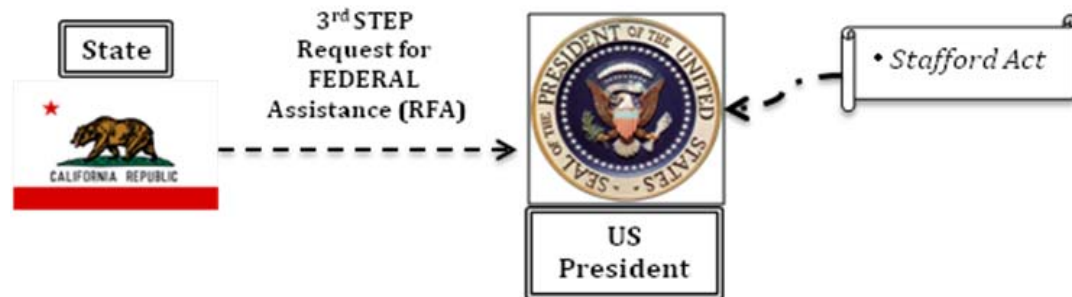 State
CALIFORNIA REPUBLIC
3rd STEP
Request for
FEDERAL
Assistance (RFA)
SEAL OF THE PRESIDENT OF THE UNITED STATES
US
President
• Stafford Act